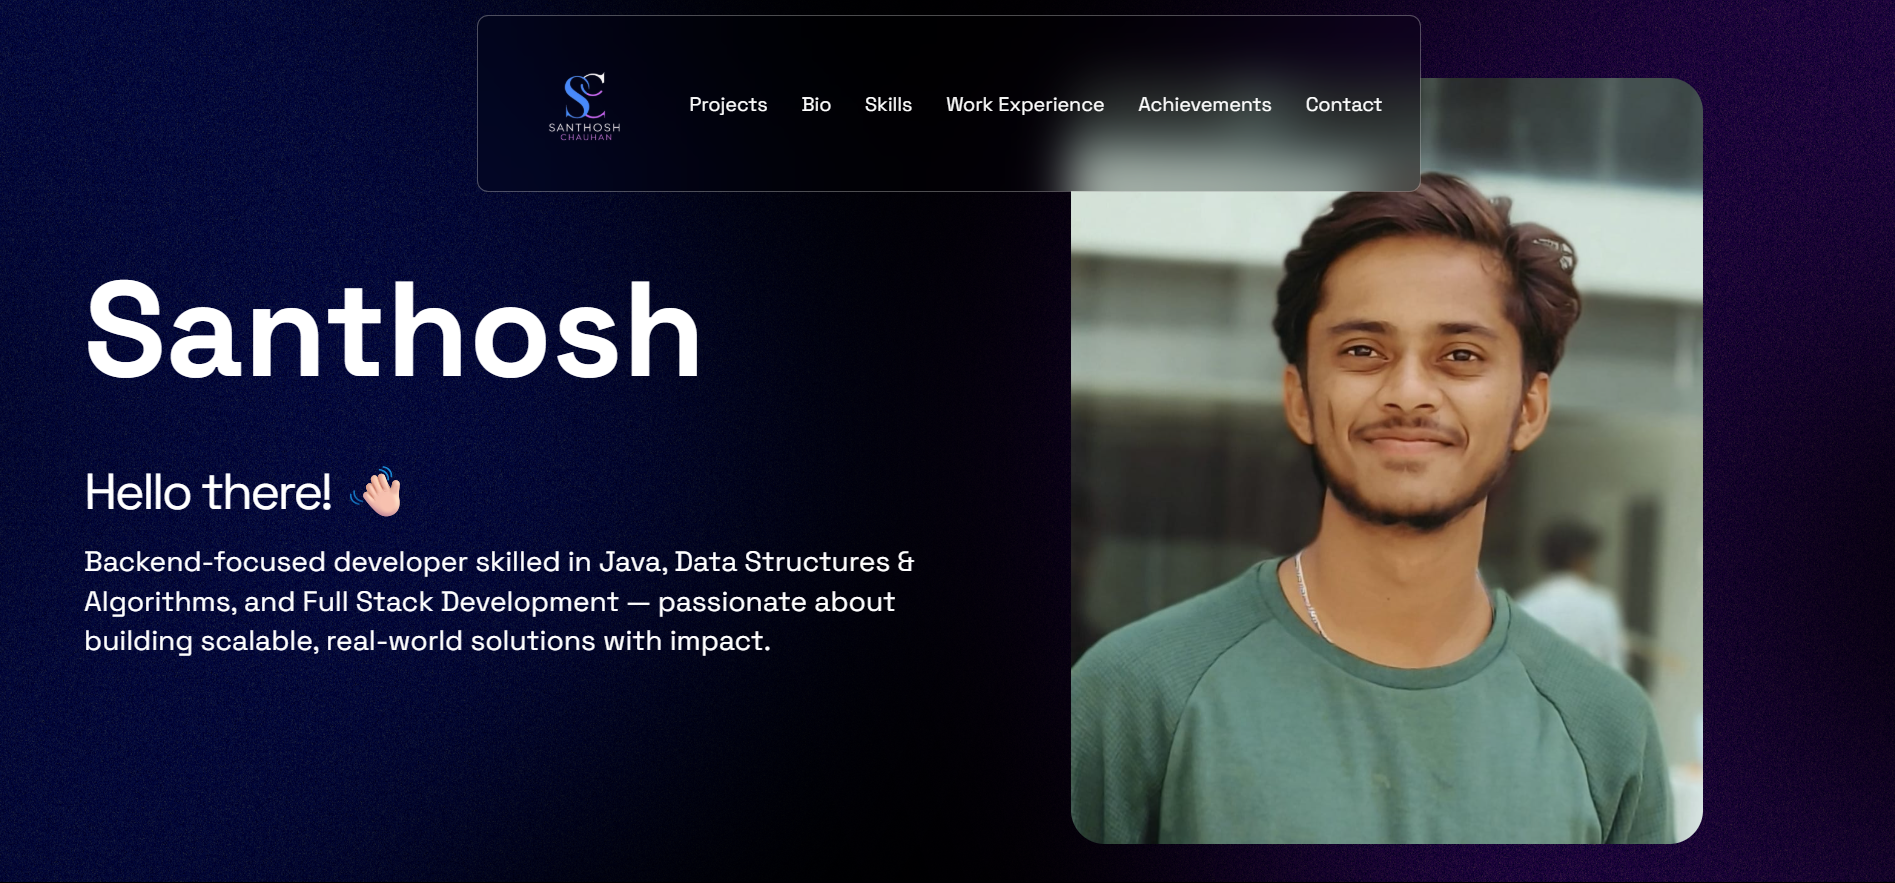 SC
SANTHOSH
CHAUHAN
Projects Bio Skills Work Experience Achievements Contact
Santhosh
Hello there! 👋🏻
Backend-focused developer skilled in Java, Data Structures &
Algorithms, and Full Stack Development — passionate about
building scalable, real-world solutions with impact.